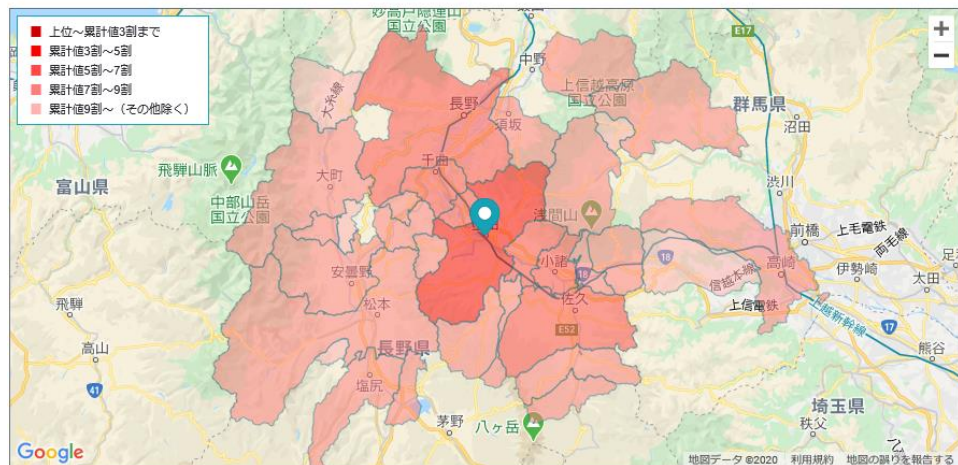 上位～累計値3割まで
累計値3割～5割
累計値5割～7割
累計値7割～9割
累計値9割～（その他除く）
妙高戸隠連山
国立公園
中野
E17
+
−
上信越高原
国立公園
群馬県
沼田
大糸線
長野
須坂
千曲
飛騨山脈
大町
富山県
中部山岳
国立公園
浅間山
渋川
前橋
上毛電鉄
両毛線
小諸
18
18
信越本線
高崎
伊勢崎
太田
安曇野
佐久
上信電鉄
飛騨
松本
上越新幹線
17
E52
高山
長野県
熊谷
41
塩尻
埼玉県
茅野
八ヶ岳
秩父
Google
地図データ ©2020
利用規約
地図の誤りを報告する